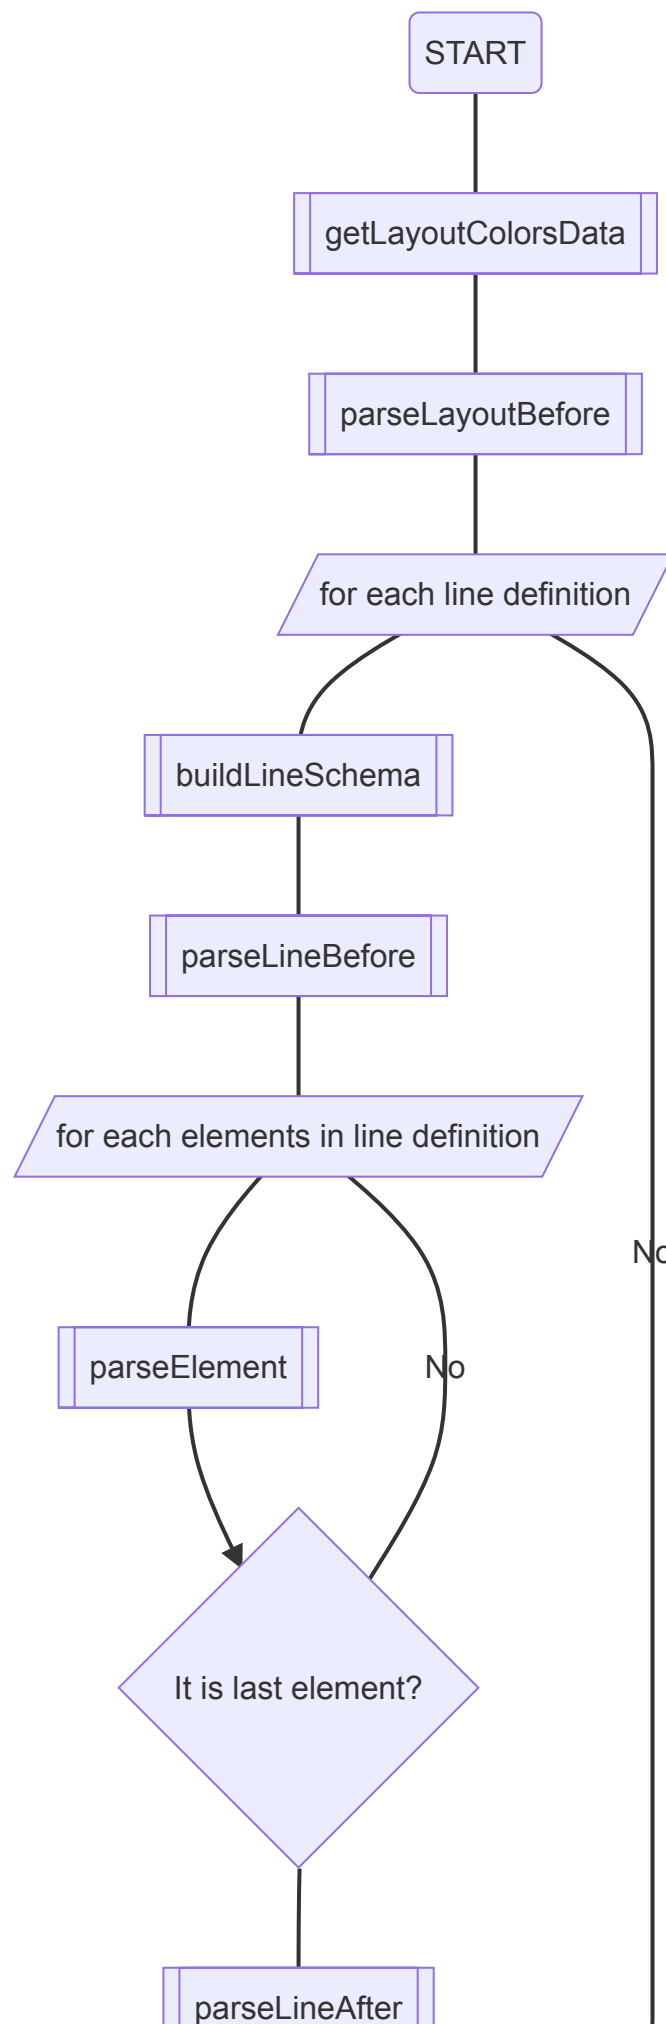 START
getLayoutColorsData
parseLayoutBefore
for each line definition
buildLineSchema
parseLineBefore
for each elements in line definition
No
parseElement
No
It is last element?
parseLineAfter